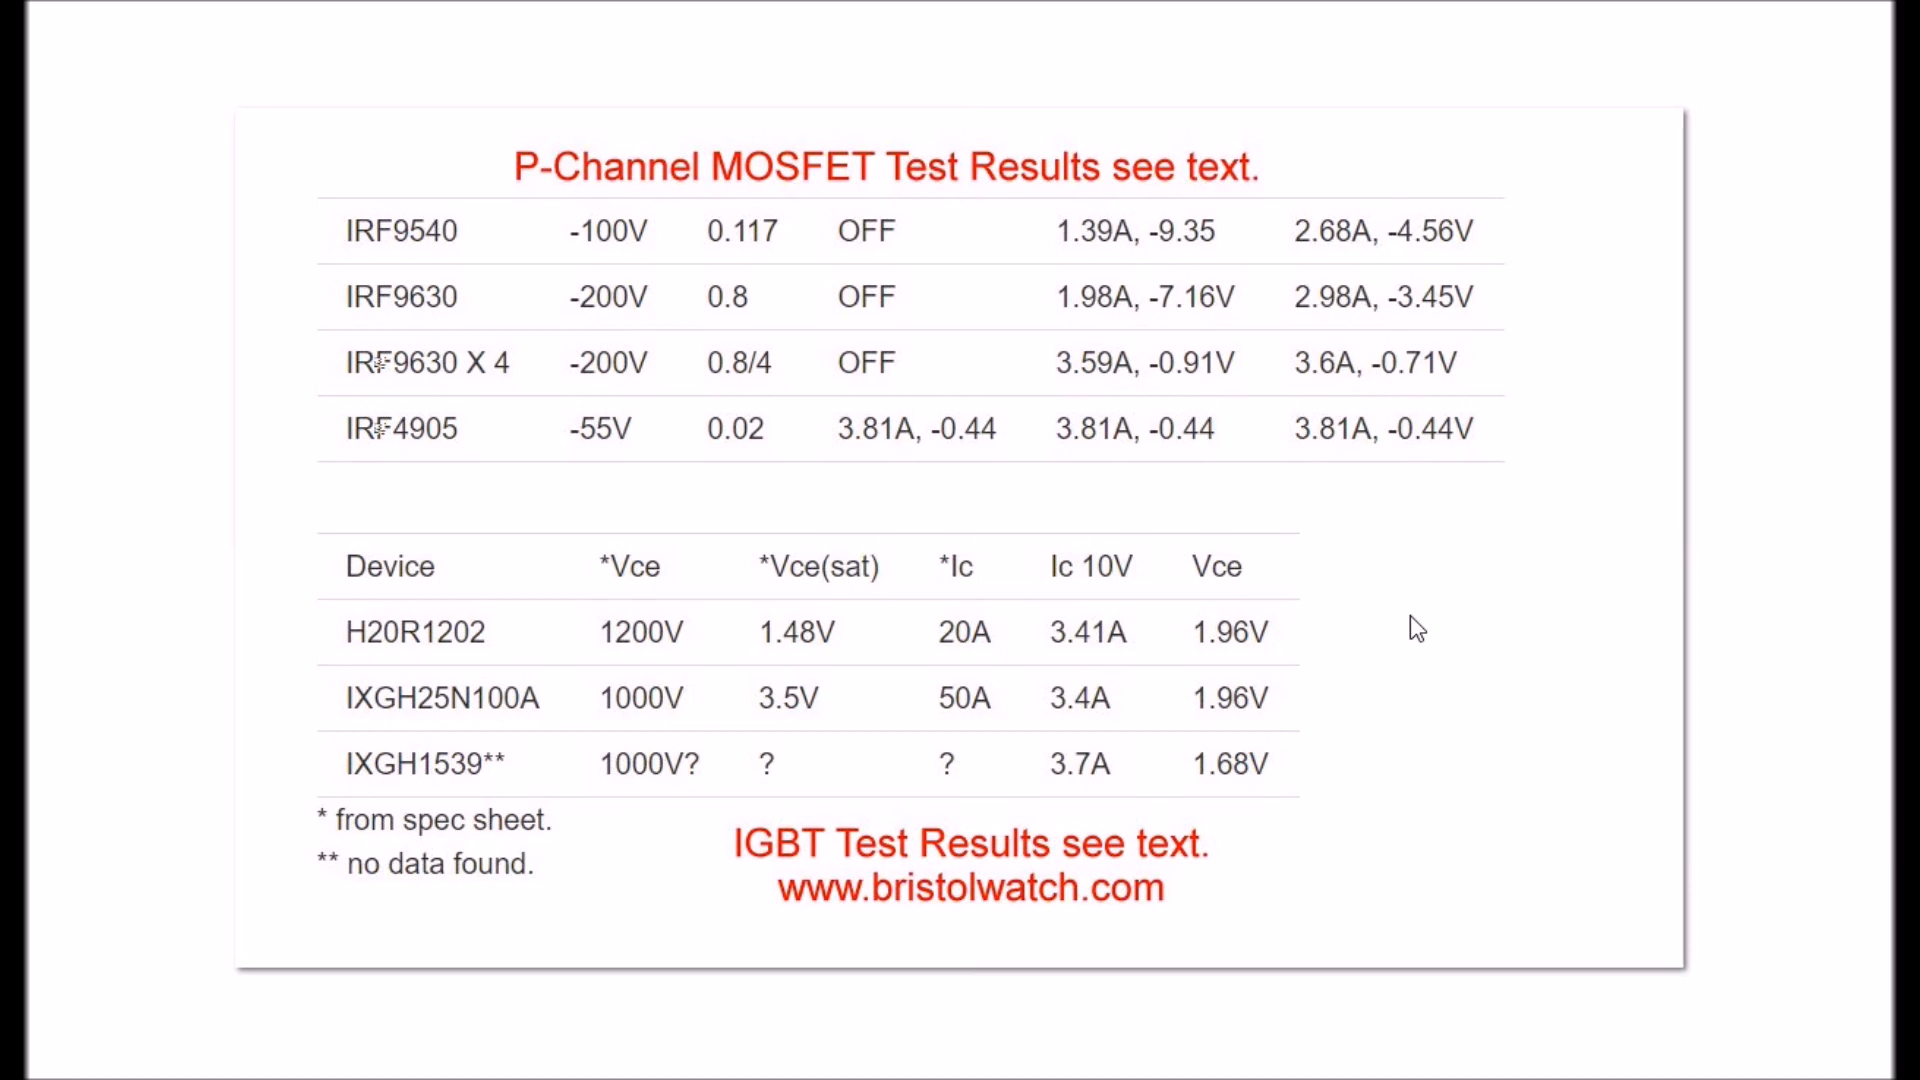 P-Channel MOSFET Test Results see text.
IRF9540 -100V 0.117 OFF 1.39A, -9.35 2.68A, -4.56V
IRF9630 -200V 0.8 OFF 1.98A, -7.16V 2.98A, -3.45V
IRF9630 X 4 -200V 0.8/4 OFF 3.59A, -0.91V 3.6A, -0.71V
IRF4905 -55V 0.02 3.81A, -0.44 3.81A, -0.44 3.81A, -0.44V
Device *Vce *Vce(sat) *Ic Ic 10V Vce
H20R1202 1200V 1.48V 20A 3.41A 1.96V
IXGH25N100A 1000V 3.5V 50A 3.4A 1.96V
IXGH1539** 1000V? ? ? 3.7A 1.68V
* from spec sheet.
** no data found.
IGBT Test Results see text.
www.bristolwatch.com